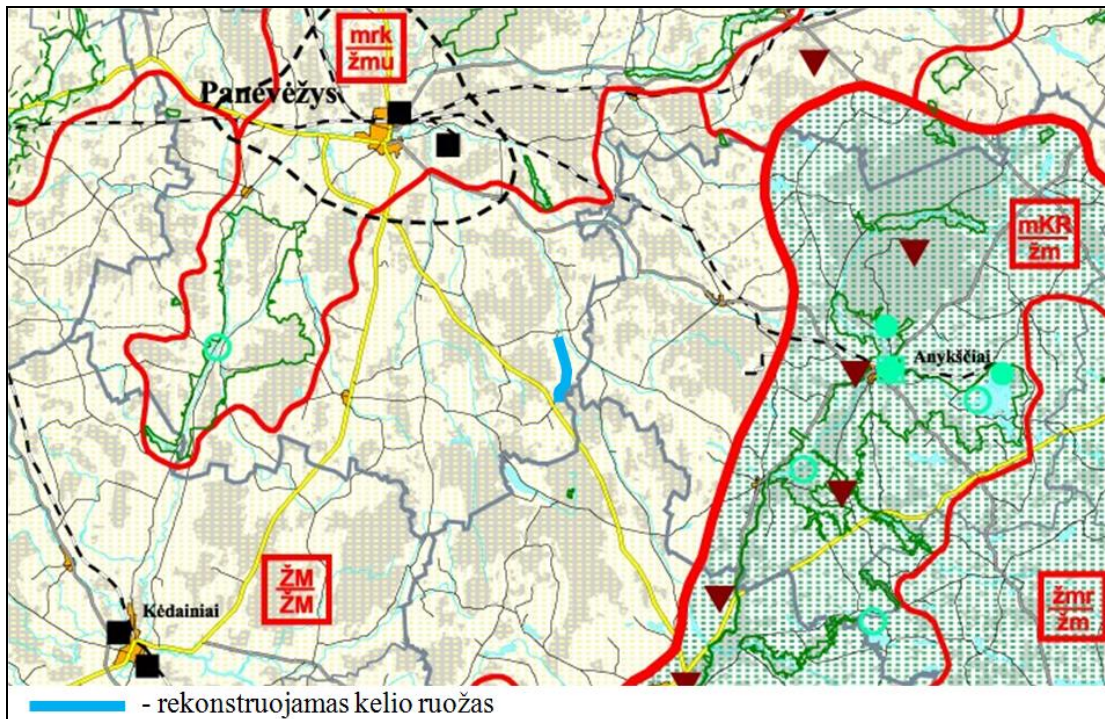 mrk
žmu
Panevėžys
mKR
žm
Anykščiai
ŽM
ŽM
Kėdainiai
žmr
žm
- rekonstruojamas kelio ruožas